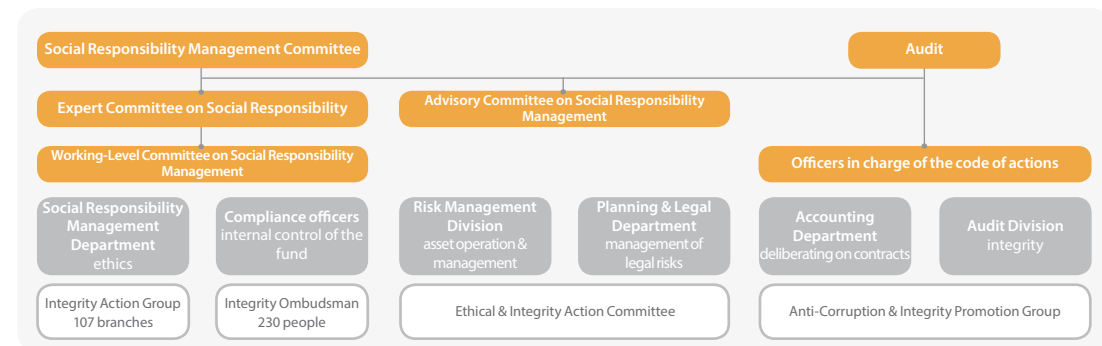 Social Responsibility Management Committee
Audit
Expert Committee on Social Responsibility
Advisory Committee on Social Responsibility
Management
Working-Level Committee on Social Responsibility
Management
Officers in charge of the code of actions
Social Responsibility
Management
Department
ethics
Compliance officers
internal control of the
fund
Risk Management
Division
asset operation &
management
Planning & Legal
Department
management of
legal risks
Accounting
Department
deliberating on contracts
Audit Division
integrity
Integrity Action Group
107 branches
Integrity Ombudsman
230 people
Ethical & Integrity Action Committee
Anti-Corruption & Integrity Promotion Group